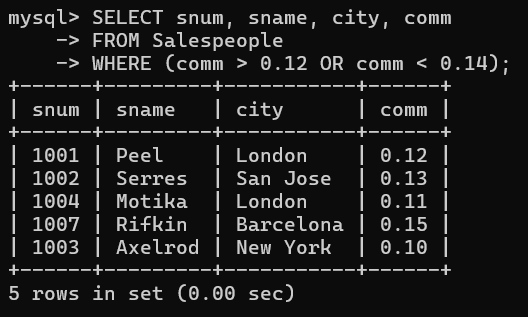 mysql> SELECT snum, sname, city, comm
    -> FROM Salespeople
    -> WHERE (comm > 0.12 OR comm < 0.14);
+------+---------+-----------+------+
| snum | sname   | city      | comm |
+------+---------+-----------+------+
| 1001 | Peel    | London    | 0.12 |
| 1002 | Serres  | San Jose  | 0.13 |
| 1004 | Motika  | London    | 0.11 |
| 1007 | Rifkin  | Barcelona | 0.15 |
| 1003 | Axelrod | New York  | 0.10 |
+------+---------+-----------+------+
5 rows in set (0.00 sec)